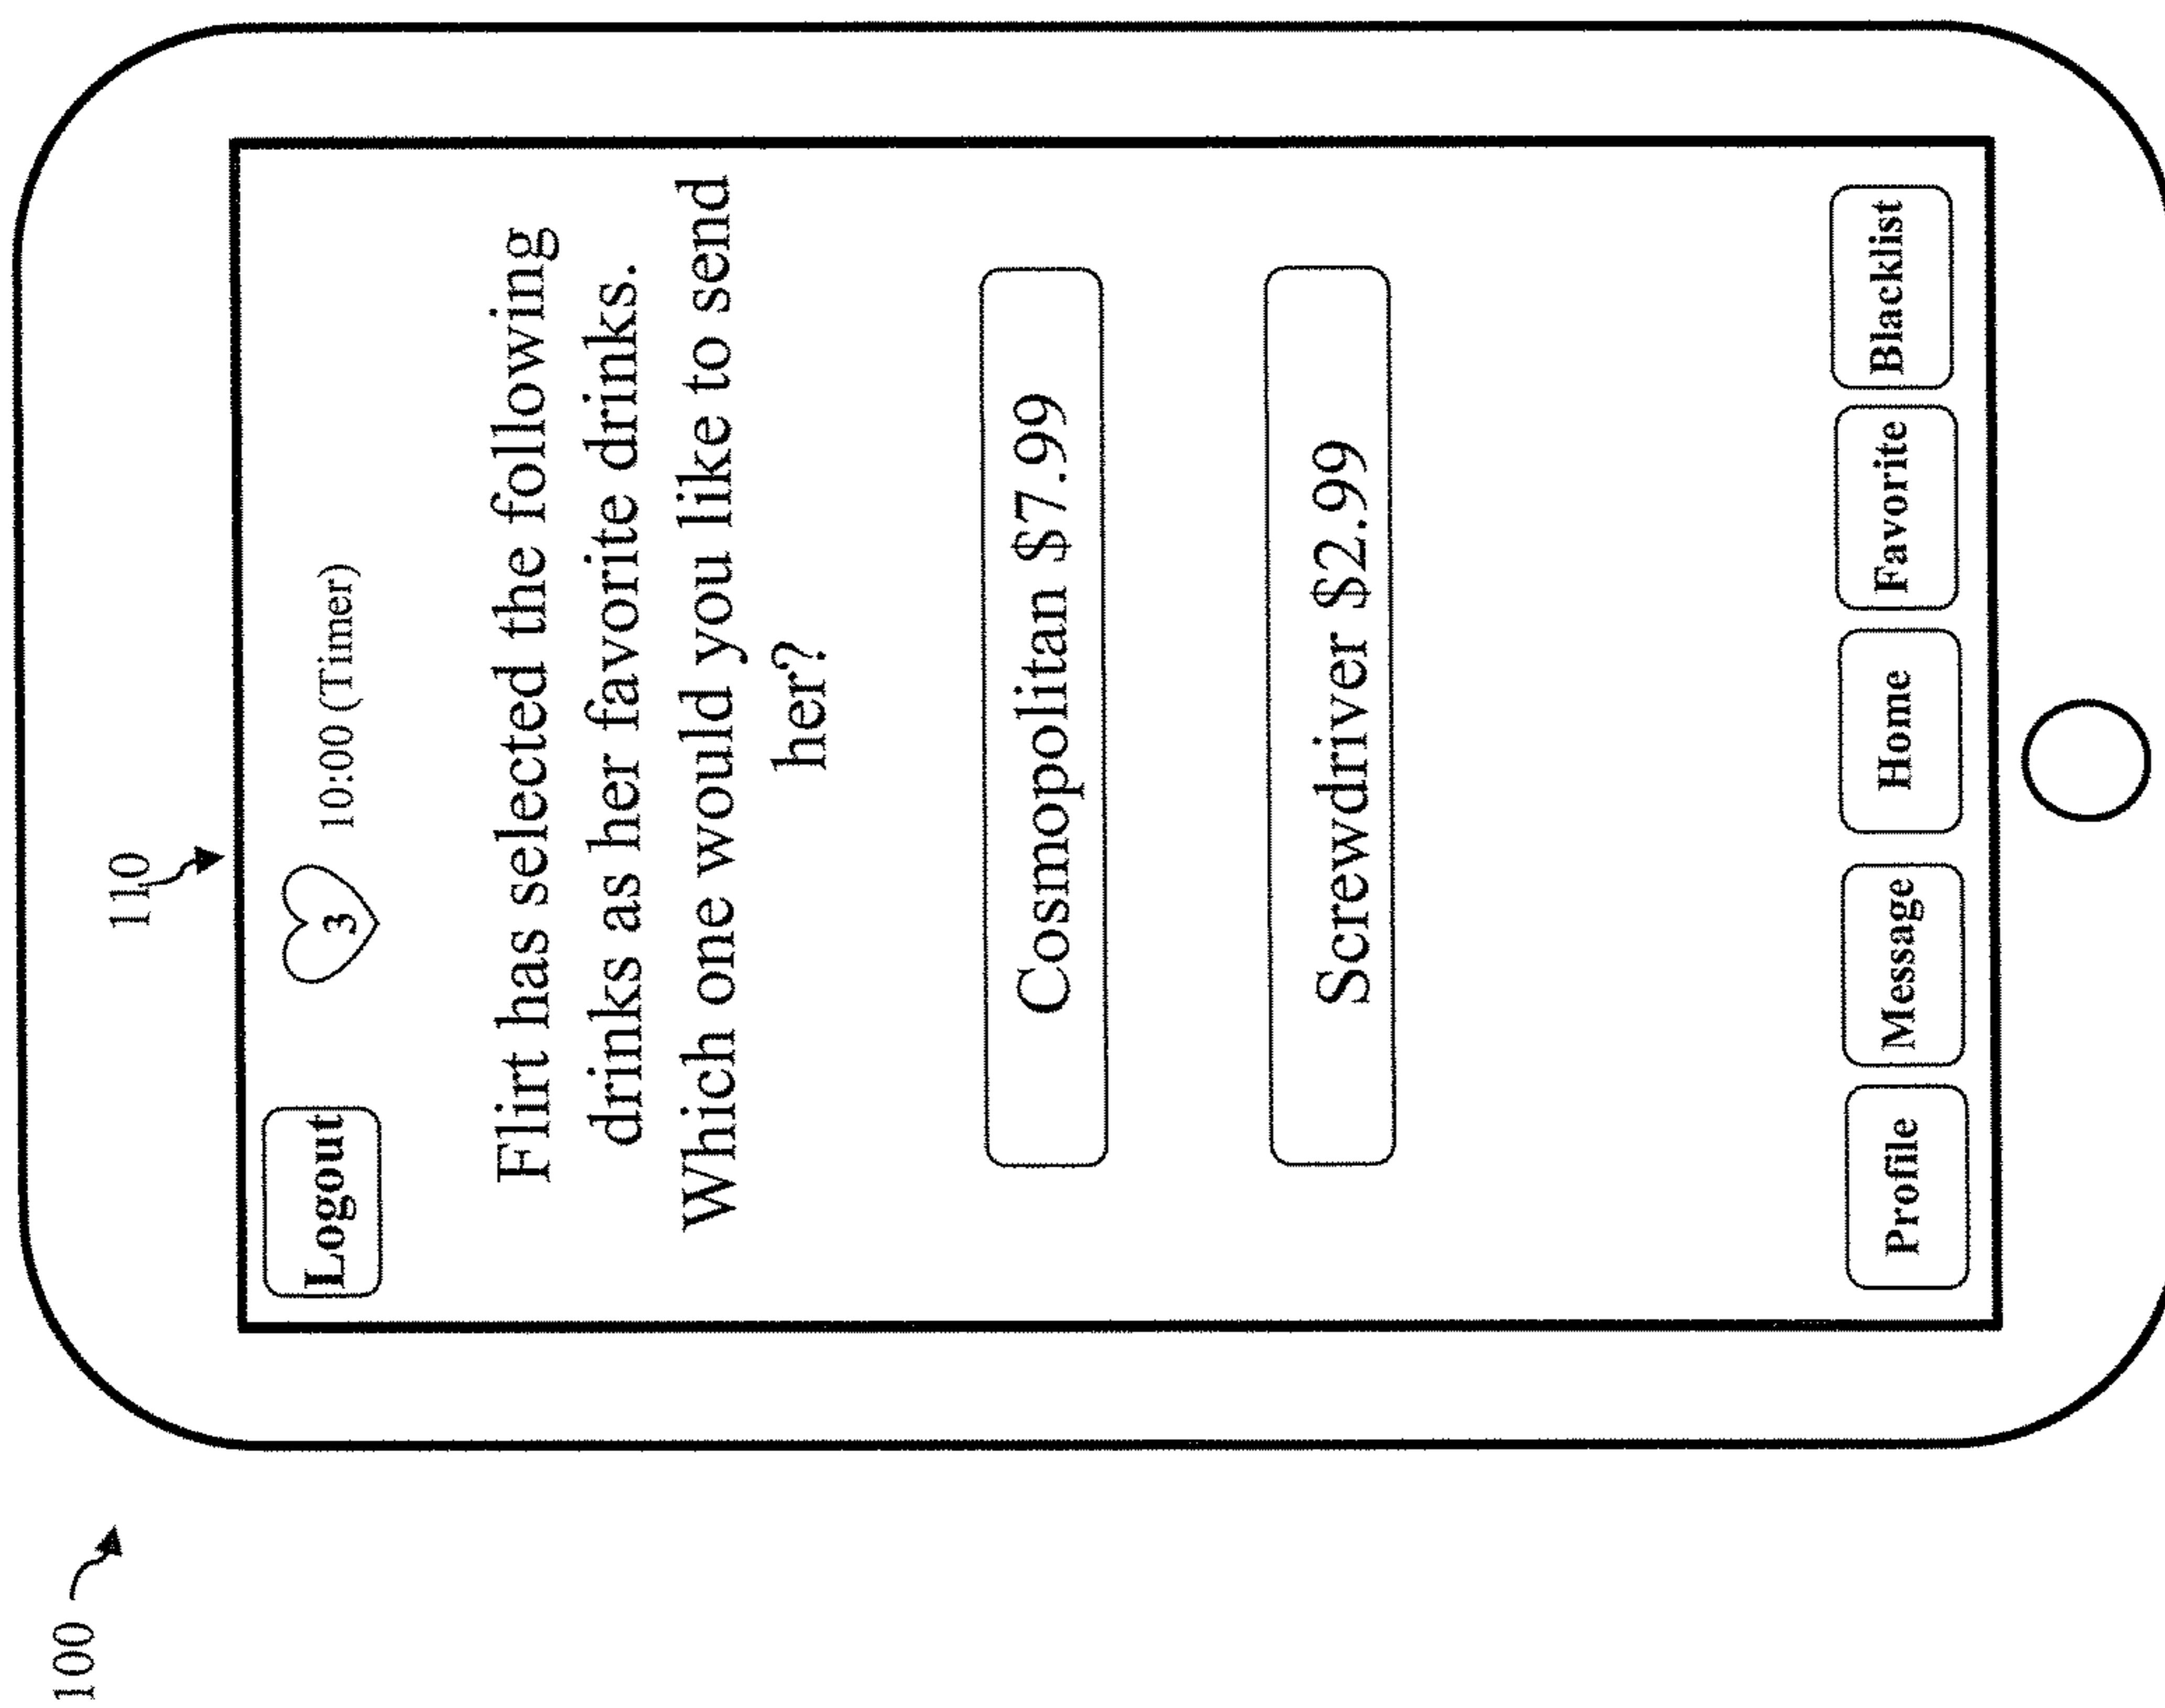 100
110
Logout
3
10:00 (Timer)
Flirt has selected the following
drinks as her favorite drinks.
Which one would you like to send
her?
Cosmopolitan $7.99
Screwdriver $2.99
Profile
Message
Home
Favorite
Blacklist